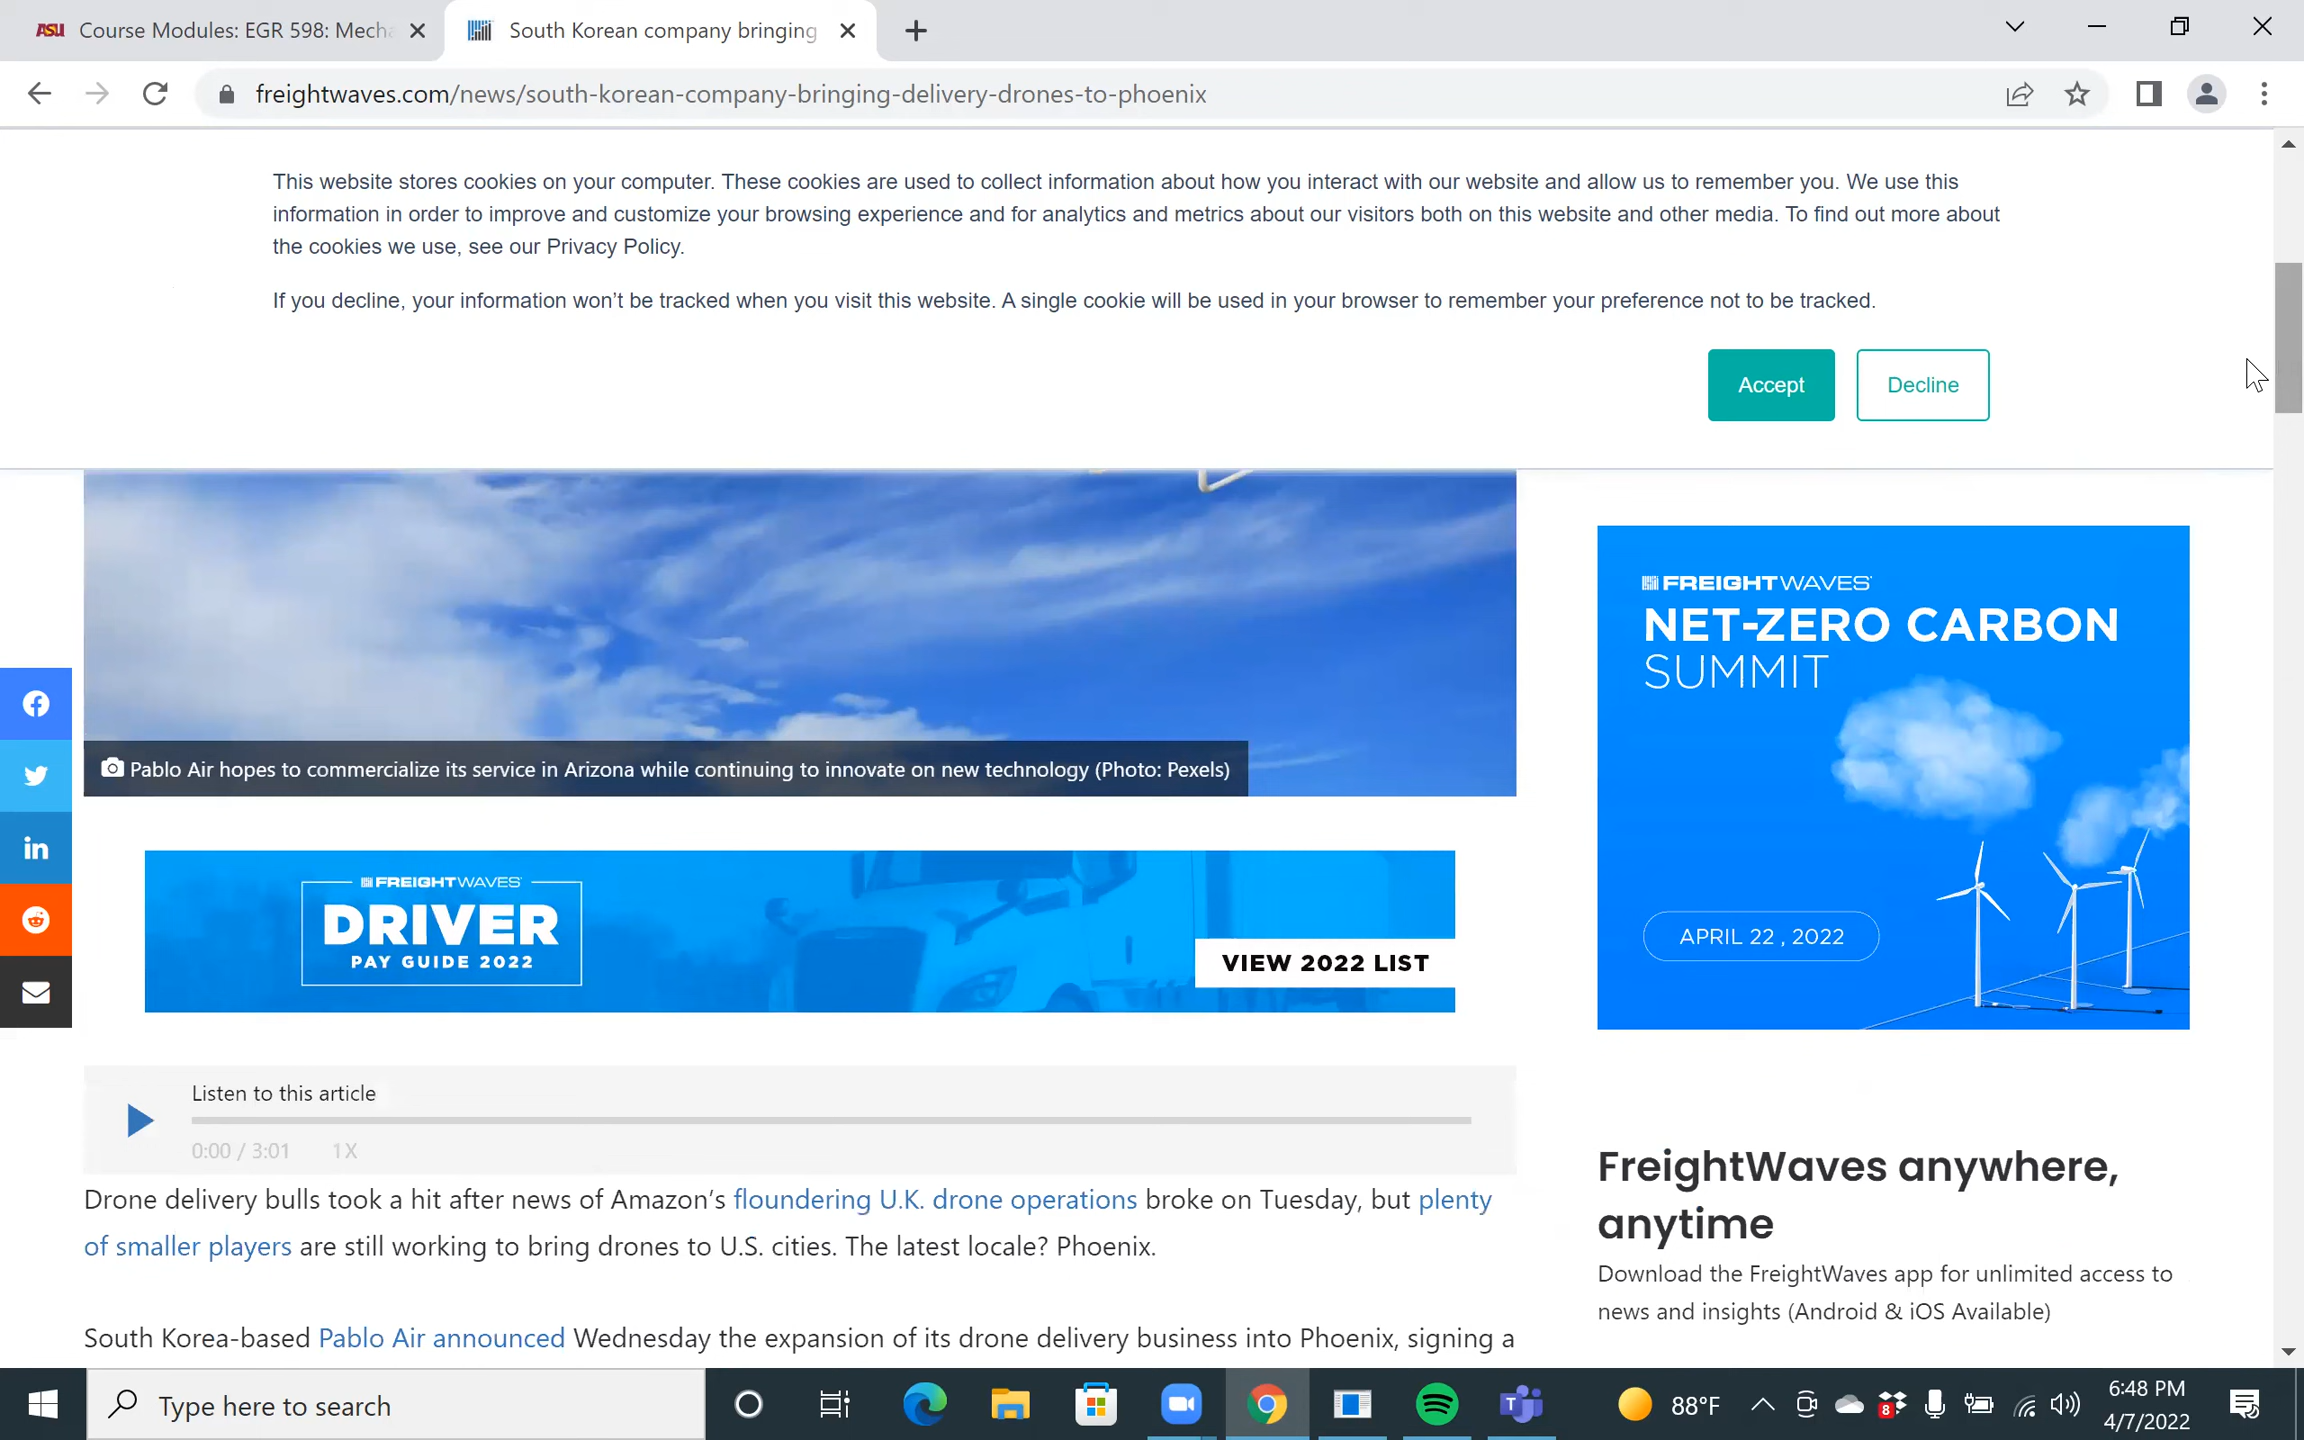 ASU Course Modules: EGR 598: Mecha
South Korean company bringing
freightwaves.com/news/south-korean-company-bringing-delivery-drones-to-phoenix
This website stores cookies on your computer. These cookies are used to collect information about how you interact with our website and allow us to remember you. We use this
information in order to improve and customize your browsing experience and for analytics and metrics about our visitors both on this website and other media. To find out more about
the cookies we use, see our Privacy Policy.
If you decline, your information won't be tracked when you visit this website. A single cookie will be used in your browser to remember your preference not to be tracked.
Accept
Decline
Pablo Air hopes to commercialize its service in Arizona while continuing to innovate on new technology (Photo: Pexels)
FREIGHTWAVES
DRIVER
PAY GUIDE 2022
VIEW 2022 LIST
FREIGHTWAVES
NET-ZERO CARBON
SUMMIT
APRIL 22 , 2022
Listen to this article
0:00 / 3:01 1X
Drone delivery bulls took a hit after news of Amazon's floundering U.K. drone operations broke on Tuesday, but plenty
of smaller players are still working to bring drones to U.S. cities. The latest locale? Phoenix.
South Korea-based Pablo Air announced Wednesday the expansion of its drone delivery business into Phoenix, signing a
FreightWaves anywhere,
anytime
Download the FreightWaves app for unlimited access to
news and insights (Android & iOS Available)
Type here to search
88°F
8
6:48 PM
4/7/2022